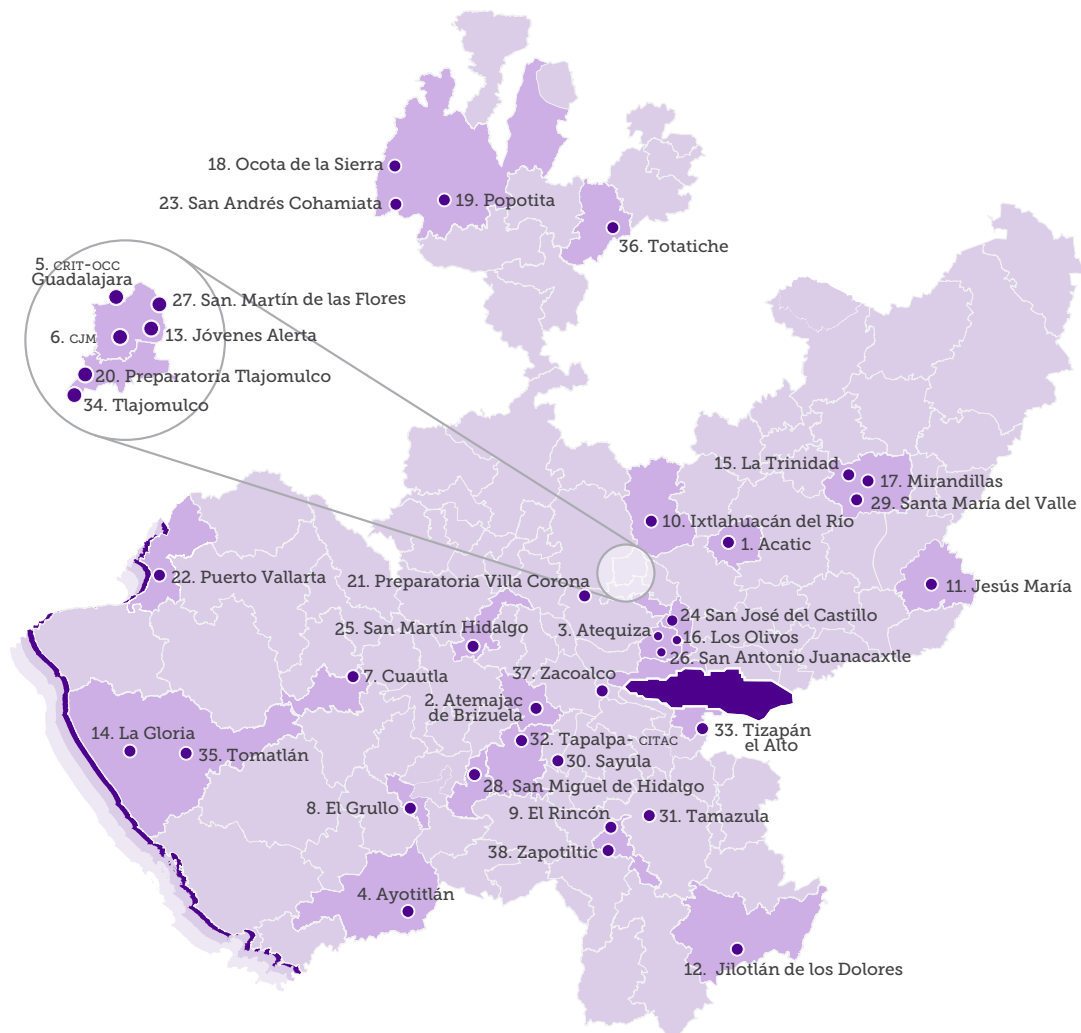 18. Ocota de la Sierra
23. San Andrés Cohamiata
19. Popotita
36. Totatiche
5. CRIT-OCC
Guadalajara
27. San. Martín de las Flores
13. Jóvenes Alerta
6. CJM
20. Preparatoria Tlajomulco
34. Tlajomulco
15. La Trinidad
17. Mirandillas
29. Santa María del Valle
10. Ixtlahuacán del Río
1. Acatic
22. Puerto Vallarta
21. Preparatoria Villa Corona
11. Jesús María
24 San José del Castillo
25. San Martín Hidalgo
3. Atequiza
16. Los Olivos
26. San Antonio Juanacaxtle
7. Cuautla
37. Zacoalco
2. Atemajac
de Brizuela
14. La Gloria
35. Tomatlán
32. Tapalpa- CITAC
33. Tizapán
el Alto
30. Sayula
28. San Miguel de Hidalgo
8. El Grullo
9. El Rincón
31. Tamazula
38. Zapotiltic
4. Ayotitlán
12. Jilotlán de los Dolores